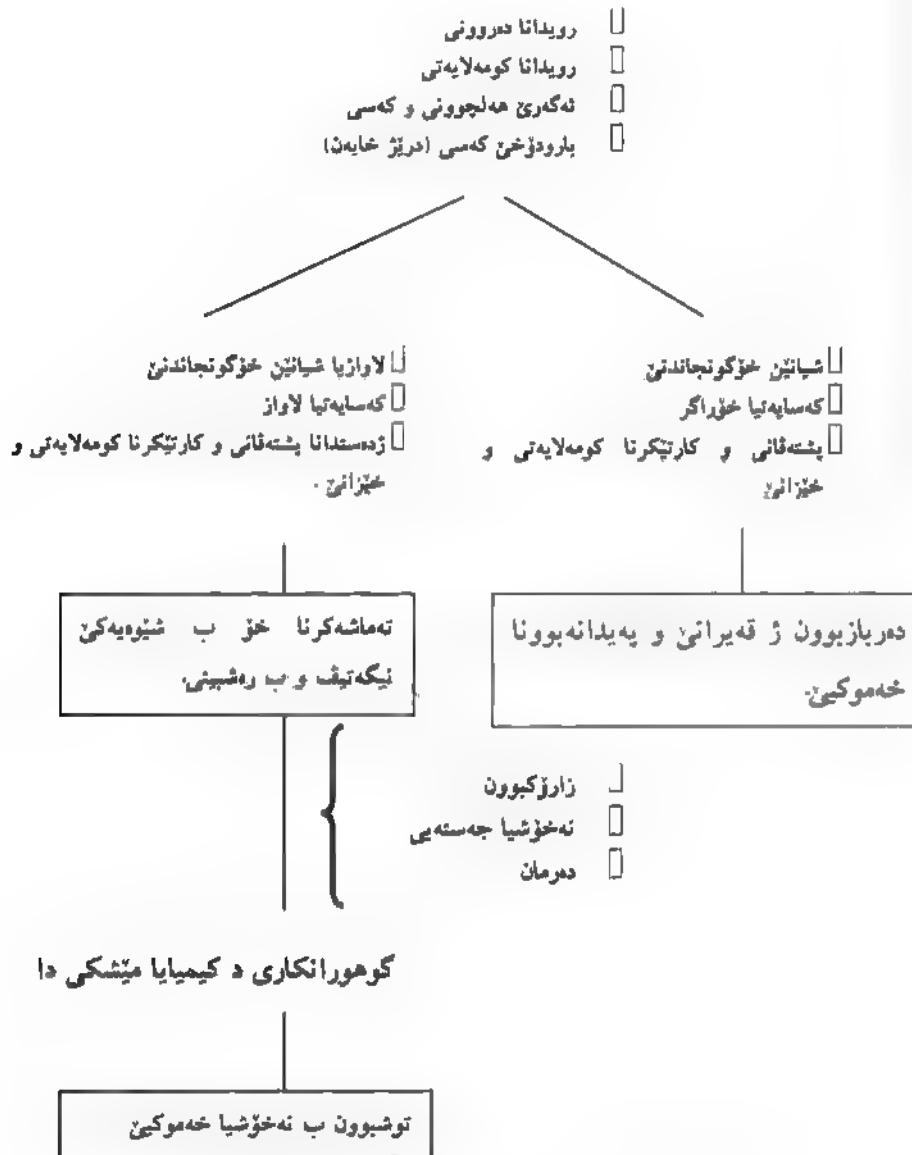 رویدانا دەروونی
رویدانا کومەلایەتی
ئەگەرێ هەلچوونی و کەسی
بارودۆخێ کەسی (درێژ خایەن)
شیانێن خۆگونجاندنێ
کەسایەتیا خۆراگر
پشتەڤانی و کارتێکرنا کومەلایەتی و
خێزانێ
لاوازیا شیانێن خۆگونجاندنێ
کەسایەتیا لاواز
ژدەستدانا پشتەڤانی و کارتێکرنا کومەلایەتی و
خێزانێ .
دەربازبوون ژ قەیرانێ و پەیدانەبوونا
خەموکیێ.
تەماشەکرنا خۆ ب شێوەیەکێ
نیگەتیڤ و ب رەشبینی.
زارۆکبوون
نەخۆشیا جەستەیی
دەرمان
گوهورانکاری د کیمیایا مێشکی دا
توشبوون ب نەخۆشیا خەموکیێ